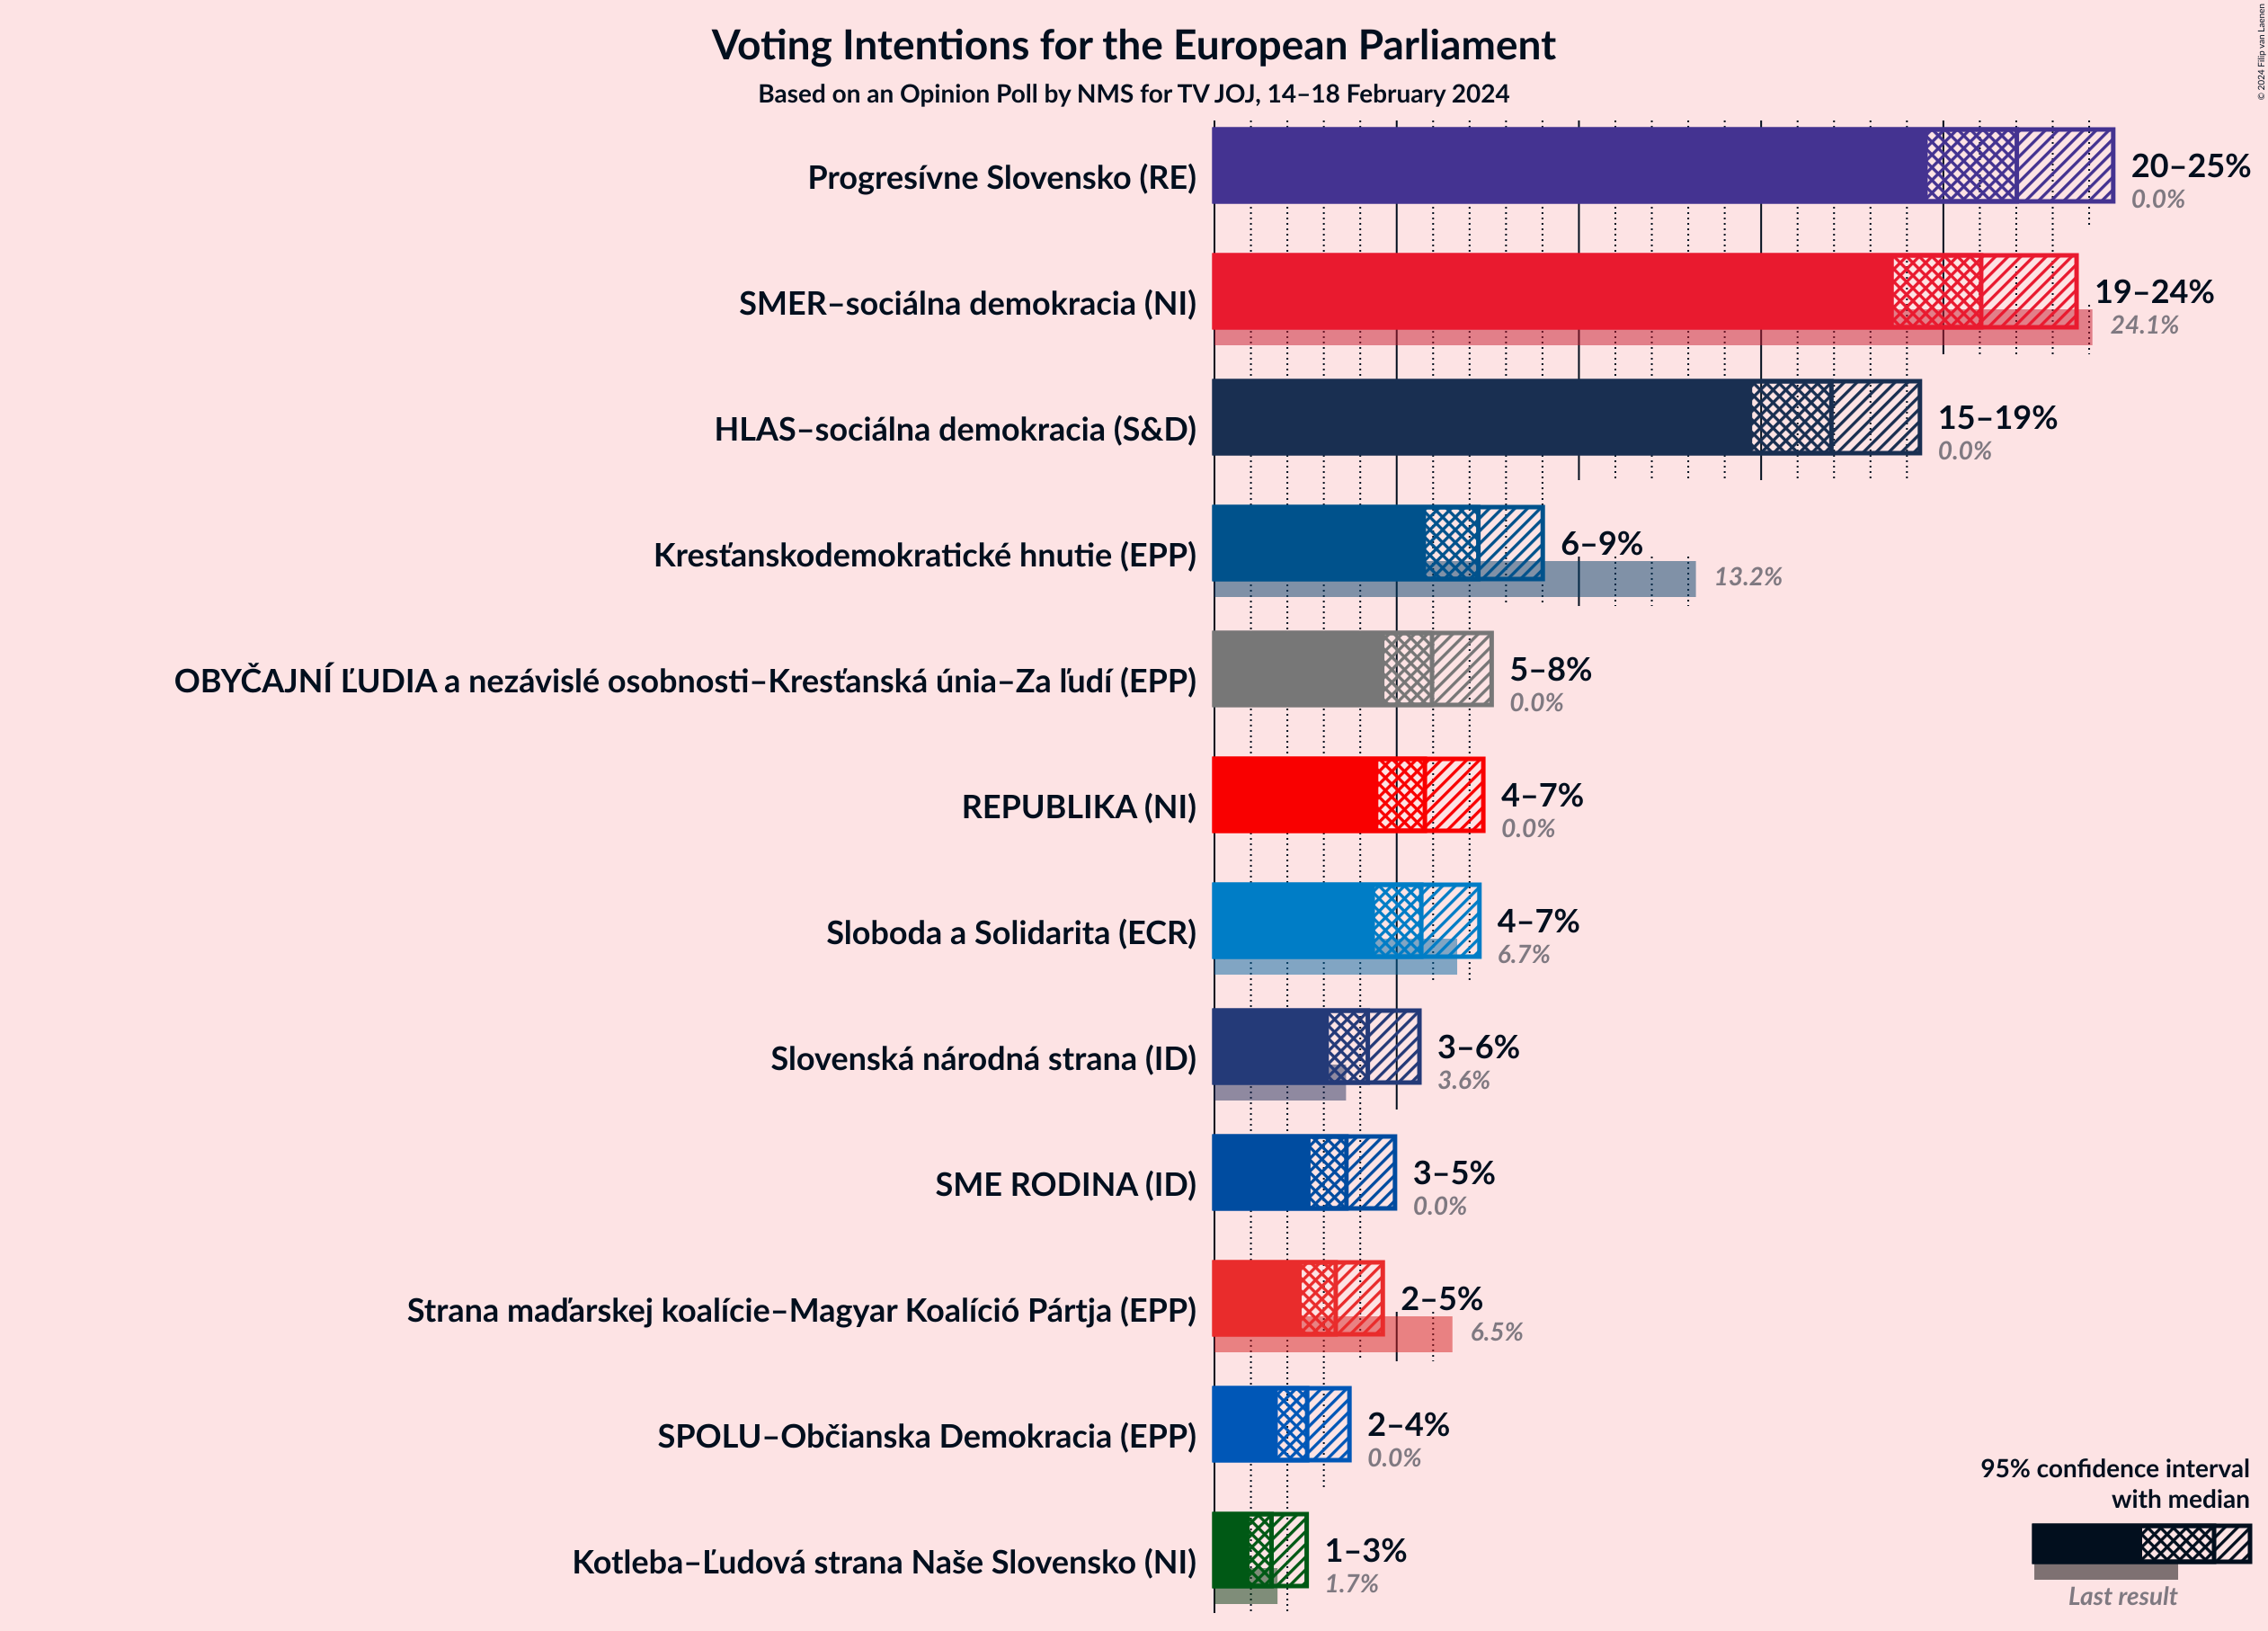 Voting Intentions for the European Parliament
Based on an Opinion Poll by NMS for TV JOJ, 14–18 February 2024
© 2024 Filip van Laenen
Progresívne Slovensko (RE)
20–25%
0.0%
SMER–sociálna demokracia (NI)
19–24%
24.1%
HLAS–sociálna demokracia (S&D)
15–19%
0.0%
Kresťanskodemokratické hnutie (EPP)
6–9%
13.2%
OBYČAJNÍ ĽUDIA a nezávislé osobnosti–Kresťanská únia–Za ľudí (EPP)
5–8%
0.0%
REPUBLIKA (NI)
4–7%
0.0%
Sloboda a Solidarita (ECR)
4–7%
6.7%
Slovenská národná strana (ID)
3–6%
3.6%
SME RODINA (ID)
3–5%
0.0%
Strana maďarskej koalície–Magyar Koalíció Pártja (EPP)
2–5%
6.5%
SPOLU–Občianska Demokracia (EPP)
2–4%
0.0%
Kotleba–Ľudová strana Naše Slovensko (NI)
1–3%
1.7%
95% confidence interval
with median
Last result